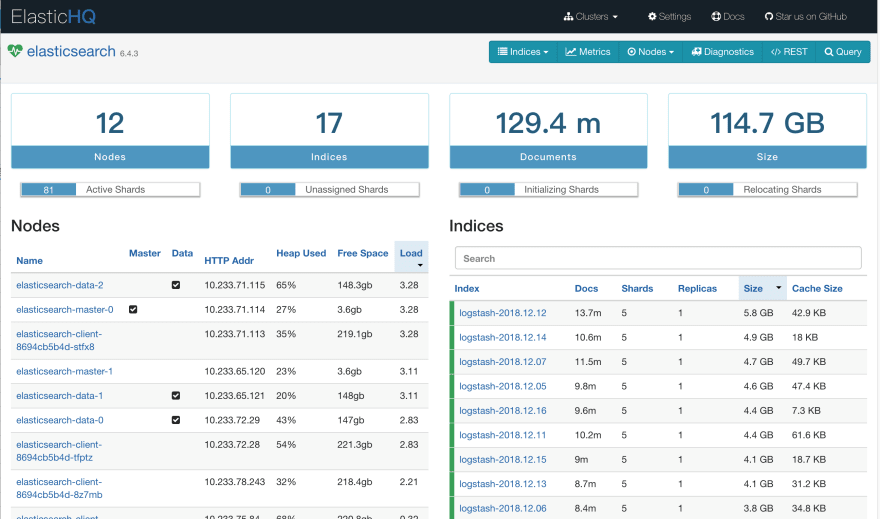 ElasticHQ
Clusters Settings Docs Star us on GitHub
elasticsearch 6.4.3
Indices Metrics Nodes Diagnostics </> REST Query
12 17 129.4 m 114.7 GB
Nodes Indices Documents Size
81 Active Shards 0 Unassigned Shards 0 Initializing Shards 0 Relocating Shards
Nodes
Name Master Data HTTP Addr Heap Used Free Space Load
elasticsearch-data-2 10.233.71.115 65% 148.3gb 3.28
elasticsearch-master-0 10.233.71.114 27% 3.6gb 3.28
elasticsearch-client-
8694cb5b4d-stfx8 10.233.71.113 35% 219.1gb 3.28
elasticsearch-master-1 10.233.65.120 23% 3.6gb 3.11
elasticsearch-data-1 10.233.65.121 20% 148gb 3.11
elasticsearch-data-0 10.233.72.29 43% 147gb 2.83
elasticsearch-client-
8694cb5b4d-tfptz 10.233.72.28 54% 221.3gb 2.83
elasticsearch-client-
8694cb5b4d-8z7mb 10.233.78.243 32% 218.4gb 2.21
elasticsearch-client- 10.233.75.84 68% 220.8gb 0.32
Indices
Search
Index Docs Shards Replicas Size Cache Size
logstash-2018.12.12 13.7m 5 1 5.8 GB 42.9 KB
logstash-2018.12.14 10.6m 5 1 4.9 GB 18 KB
logstash-2018.12.07 11.5m 5 1 4.7 GB 49.7 KB
logstash-2018.12.05 9.8m 5 1 4.6 GB 47.4 KB
logstash-2018.12.16 9.6m 5 1 4.4 GB 7.3 KB
logstash-2018.12.11 10.2m 5 1 4.4 GB 61.6 KB
logstash-2018.12.15 9m 5 1 4.1 GB 18.7 KB
logstash-2018.12.13 8.7m 5 1 4.1 GB 31.2 KB
logstash-2018.12.06 8.4m 5 1 3.8 GB 34.8 KB